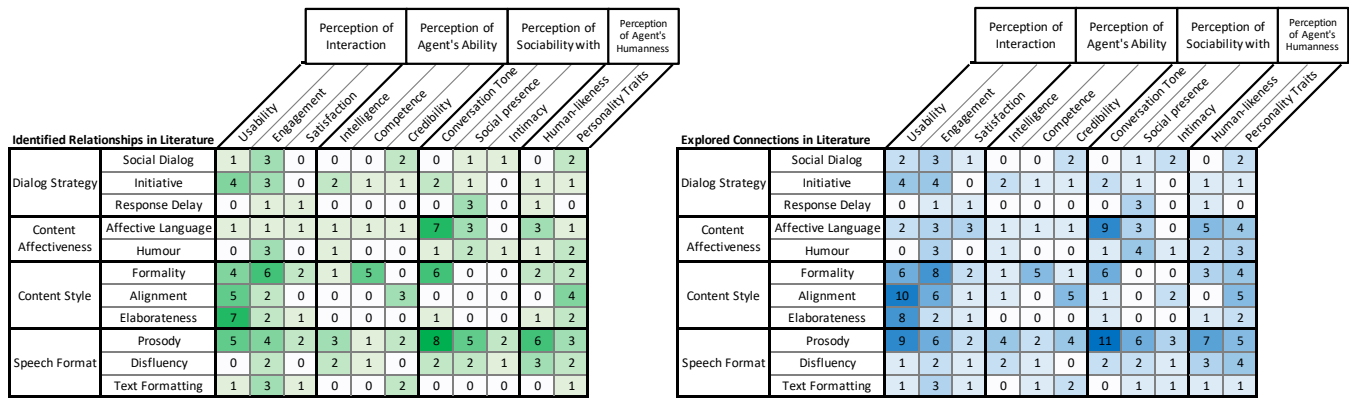 Perception of Interaction
Perception of Agent's Ability
Perception of Sociability with
Perception of Agent's Humanness
Usability
Engagement
Satisfaction
Intelligence
Competence
Credibility
Conversation Tone
Social presence
Intimacy
Human-likeness
Personality Traits
Identified Relationships in Literature
Dialog Strategy
Social Dialog 1 3 0 0 0 2 0 1 1 0 2
Initiative 4 3 0 2 1 1 2 1 0 1 1
Response Delay 0 1 1 0 0 0 0 3 0 1 0
Content Affectiveness
Affective Language 1 1 1 1 1 1 7 3 0 3 1
Humour 0 3 0 1 0 0 1 2 1 1 2
Content Style
Formality 4 6 2 1 5 0 6 0 0 2 2
Alignment 5 2 0 0 0 3 0 0 0 0 4
Elaborateness 7 2 1 0 0 0 1 0 0 1 2
Speech Format
Prosody 5 4 2 3 1 2 8 5 2 6 3
Disfluency 0 2 0 2 1 0 2 2 1 3 2
Text Formatting 1 3 1 0 0 2 0 0 0 0 1
Perception of Interaction
Perception of Agent's Ability
Perception of Sociability with
Perception of Agent's Humanness
Usability
Engagement
Satisfaction
Intelligence
Competence
Credibility
Conversation Tone
Social presence
Intimacy
Human-likeness
Personality Traits
Explored Connections in Literature
Dialog Strategy
Social Dialog 2 3 1 0 0 2 0 1 2 0 2
Initiative 4 4 0 2 1 1 2 1 0 1 1
Response Delay 0 1 1 0 0 0 0 3 0 1 0
Content Affectiveness
Affective Language 2 3 3 1 1 1 9 3 0 5 4
Humour 0 3 0 1 0 0 1 4 1 2 3
Content Style
Formality 6 8 2 1 5 1 6 0 0 3 4
Alignment 10 6 1 1 0 5 1 0 2 0 5
Elaborateness 8 2 1 0 0 0 1 0 0 1 2
Speech Format
Prosody 9 6 2 4 2 4 11 6 3 7 5
Disfluency 1 2 1 2 1 0 2 2 1 3 4
Text Formatting 1 3 1 0 1 2 0 1 1 1 1